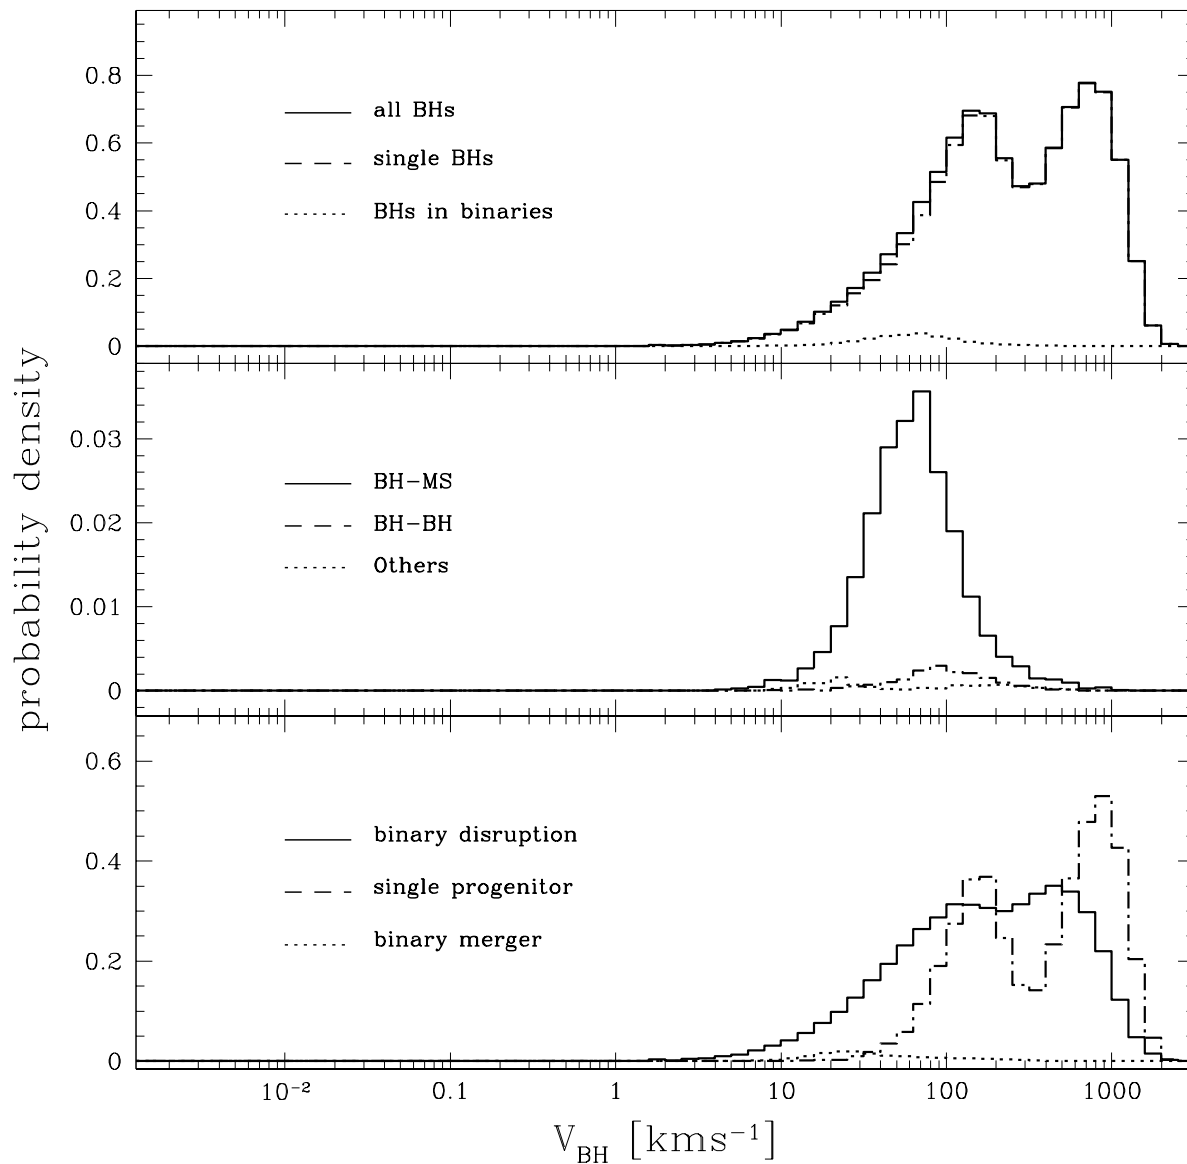 probability density
0.8
0.6
0.4
0.2
0
all BHs
single BHs
BHs in binaries
0.03
0.02
0.01
0
BH-MS
BH-BH
Others
0.6
0.4
0.2
0
binary disruption
single progenitor
binary merger
10⁻² 0.1 1 10 100 1000
V_BH [kms⁻¹]